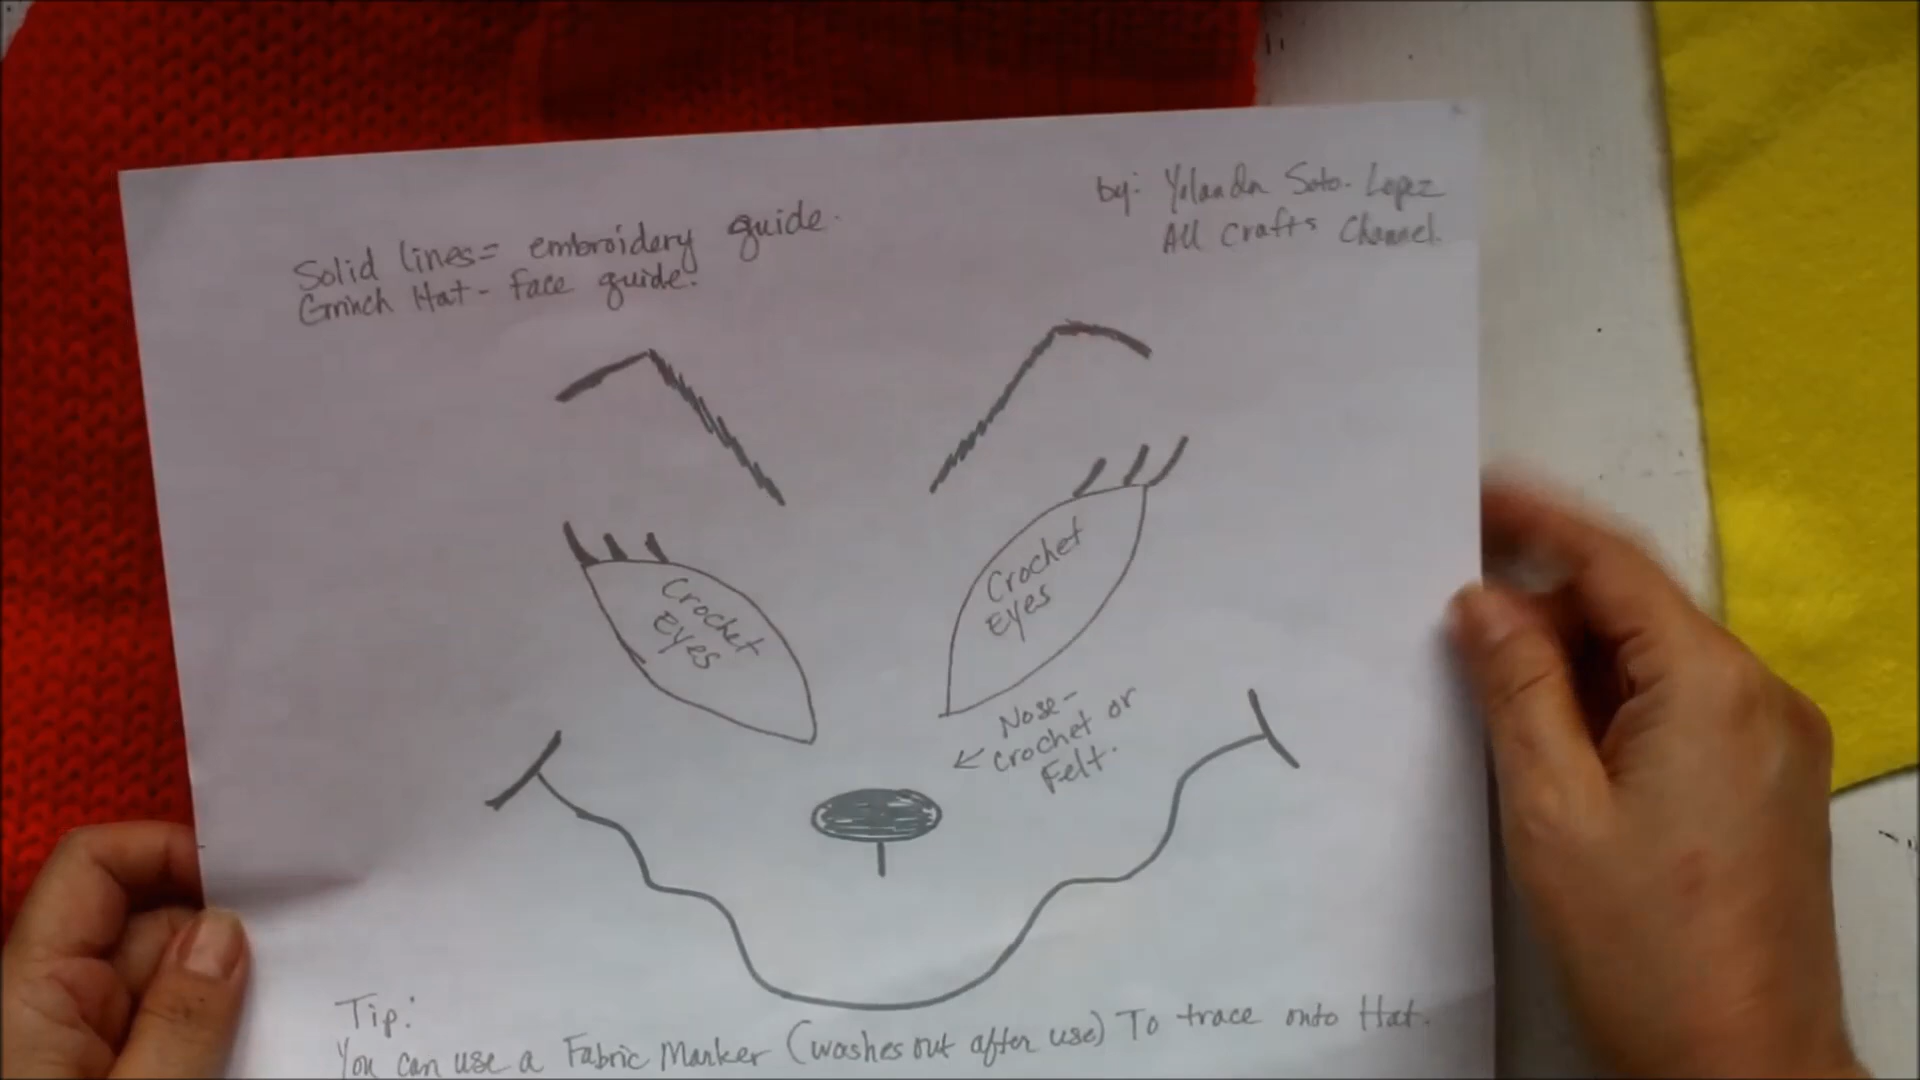 Solid lines= embroidery guide.
Grinch Hat - Face guide.
by: Yolanda Soto-Lopez
All Crafts Channel.
Crochet
Eyes
Crochet
Eyes
Nose-
← crochet or
Felt.
Tip:
You can use a Fabric Marker (washes out after use) To trace onto Hat.